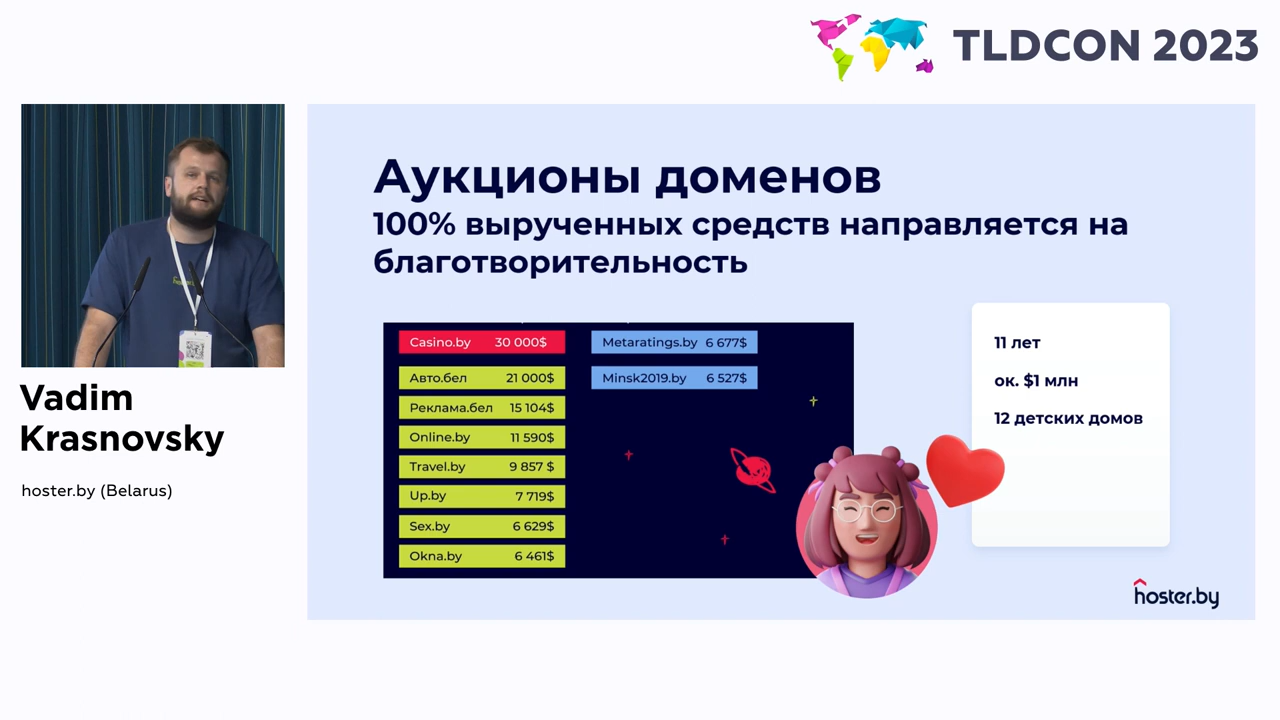 TLDCON 2023
Vadim
Krasnovsky
hoster.by (Belarus)
Аукционы доменов
100% вырученных средств направляется на
благотворительность
Casino.by 30 000$
Авто.бел 21 000$
Реклама.бел 15 104$
Online.by 11 590$
Travel.by 9 857 $
Up.by 7 719$
Sex.by 6 629$
Okna.by 6 461$
Metaratings.by 6 677$
Minsk2019.by 6 527$
11 лет
ок. $1 млн
12 детских домов
hoster.by